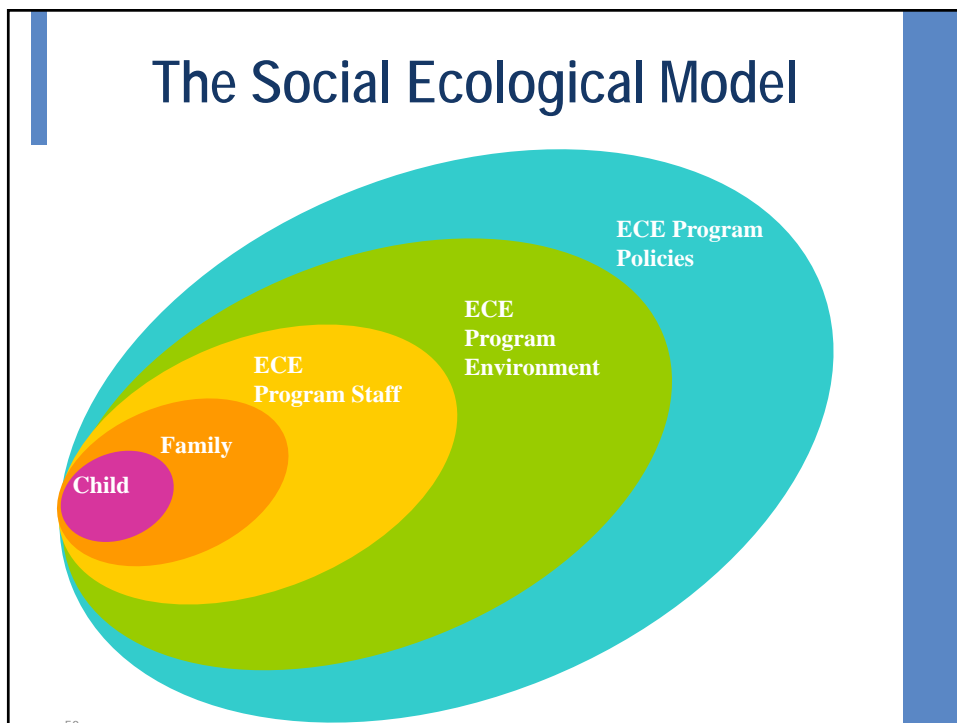 The Social Ecological Model
ECE Program
Policies
ECE
Program
Environment
ECE
Program Staff
Family
Child